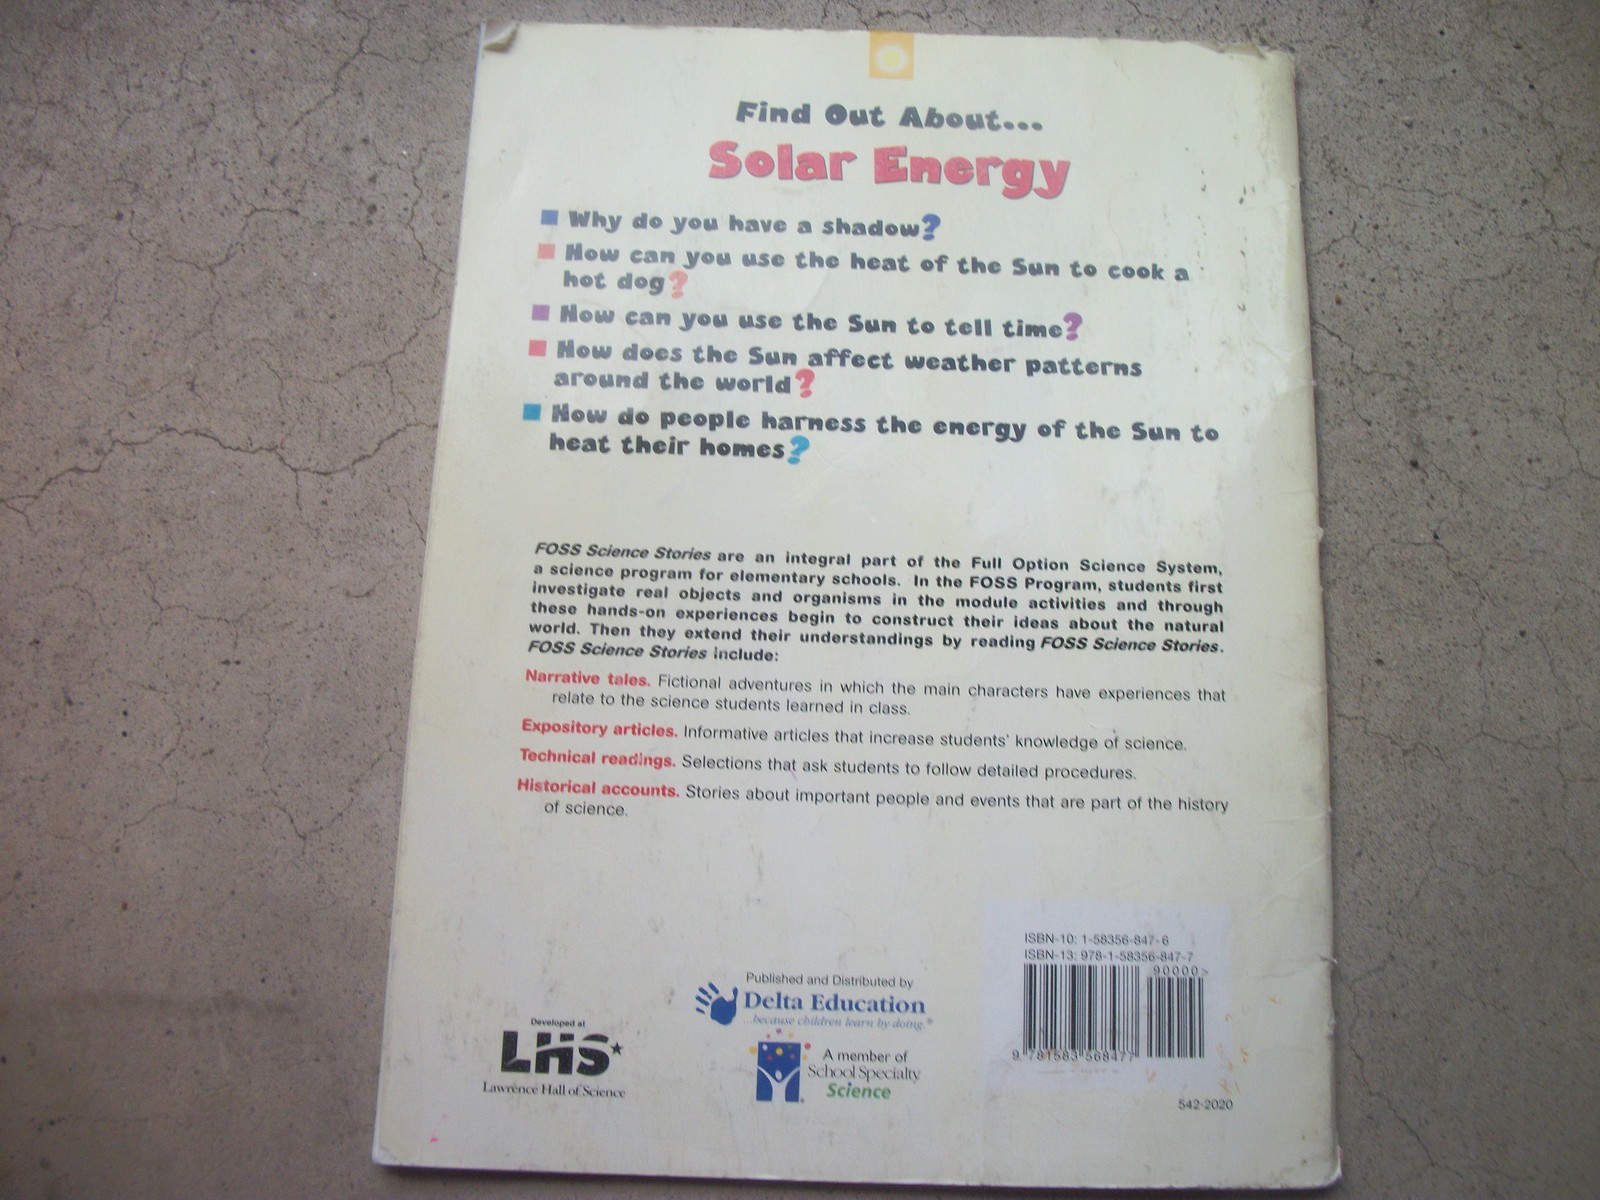 Find Out About...
Solar Energy
Why do you have a shadow?
How can you use the heat of the Sun to cook a
hot dog?
How can you use the Sun to tell time?
How does the Sun affect weather patterns
around the world?
How do people harness the energy of the Sun to
heat their homes?
FOSS Science Stories are an integral part of the Full Option Science System,
a science program for elementary schools. In the FOSS Program, students first
investigate real objects and organisms in the module activities and through
these hands-on experiences begin to construct their ideas about the natural
world. Then they extend their understandings by reading FOSS Science Stories.
FOSS Science Stories include:
Narrative tales. Fictional adventures in which the main characters have experiences that
relate to the science students learned in class.
Expository articles. Informative articles that increase students' knowledge of science.
Technical readings. Selections that ask students to follow detailed procedures.
Historical accounts. Stories about important people and events that are part of the history
of science.
Developed at
LHS
Lawrence Hall of Science
Published and Distributed by
Delta Education
...because children learn by doing®
A member of
School Specialty
Science
ISBN-10: 1-58356-847-6
ISBN-13: 978-1-58356-847-7
90000>
9 781583 568477
542-2020